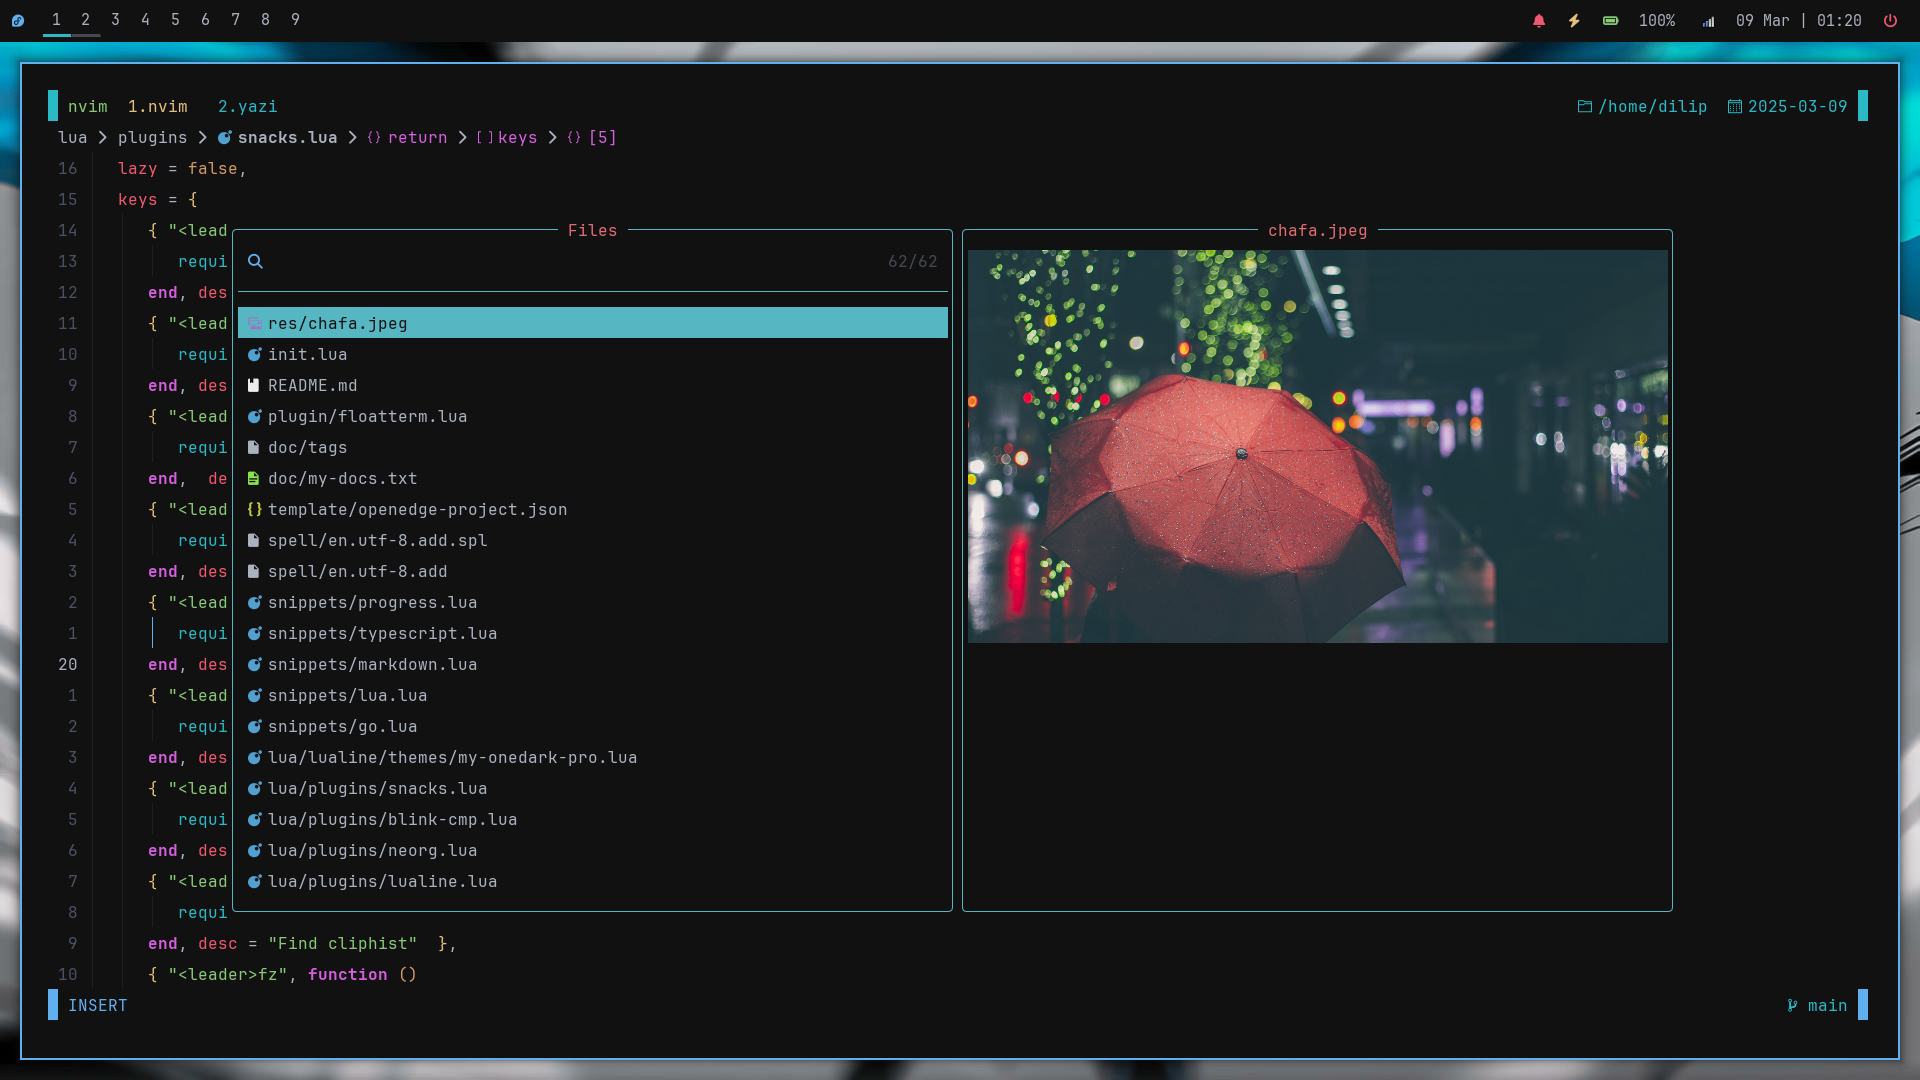 1 2 3 4 5 6 7 8 9 100% 09 Mar | 01:20
nvim 1.nvim 2.yazi /home/dilip 2025-03-09
lua > plugins > snacks.lua > {} return > [] keys > {} [5]
16 lazy = false,
15 keys = {
14 { "<lead
13 requi
12 end, des
11 { "<lead
10 requi
9 end, des
8 { "<lead
7 requi
6 end, de
5 { "<lead
4 requi
3 end, des
2 { "<lead
1 requi
20 end, des
1 { "<lead
2 requi
3 end, des
4 { "<lead
5 requi
6 end, des
7 { "<lead
8 requi
9 end, desc = "Find cliphist" },
10 { "<leader>fz", function ()
Files
62/62
res/chafa.jpeg
init.lua
README.md
plugin/floatterm.lua
doc/tags
doc/my-docs.txt
{} template/openedge-project.json
spell/en.utf-8.add.spl
spell/en.utf-8.add
snippets/progress.lua
snippets/typescript.lua
snippets/markdown.lua
snippets/lua.lua
snippets/go.lua
lua/lualine/themes/my-onedark-pro.lua
lua/plugins/snacks.lua
lua/plugins/blink-cmp.lua
lua/plugins/neorg.lua
lua/plugins/lualine.lua
chafa.jpeg
INSERT main